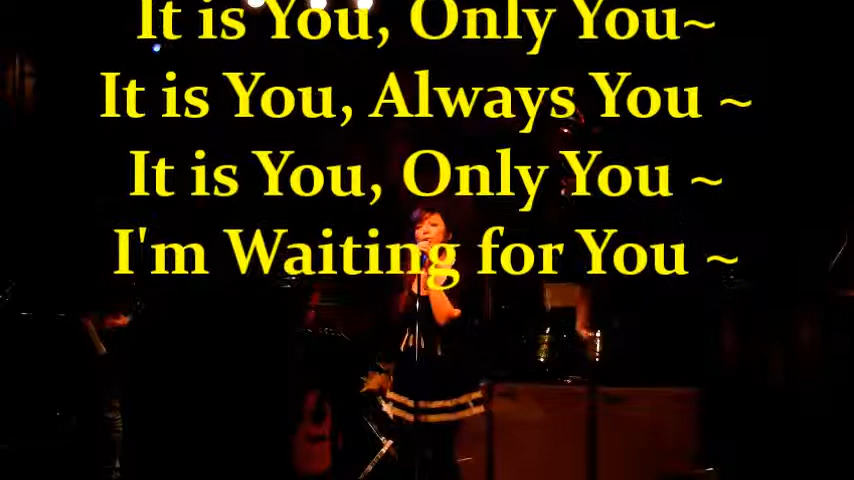 It is You, Only You~
It is You, Always You ~
It is You, Only You ~
I'm Waiting for You ~